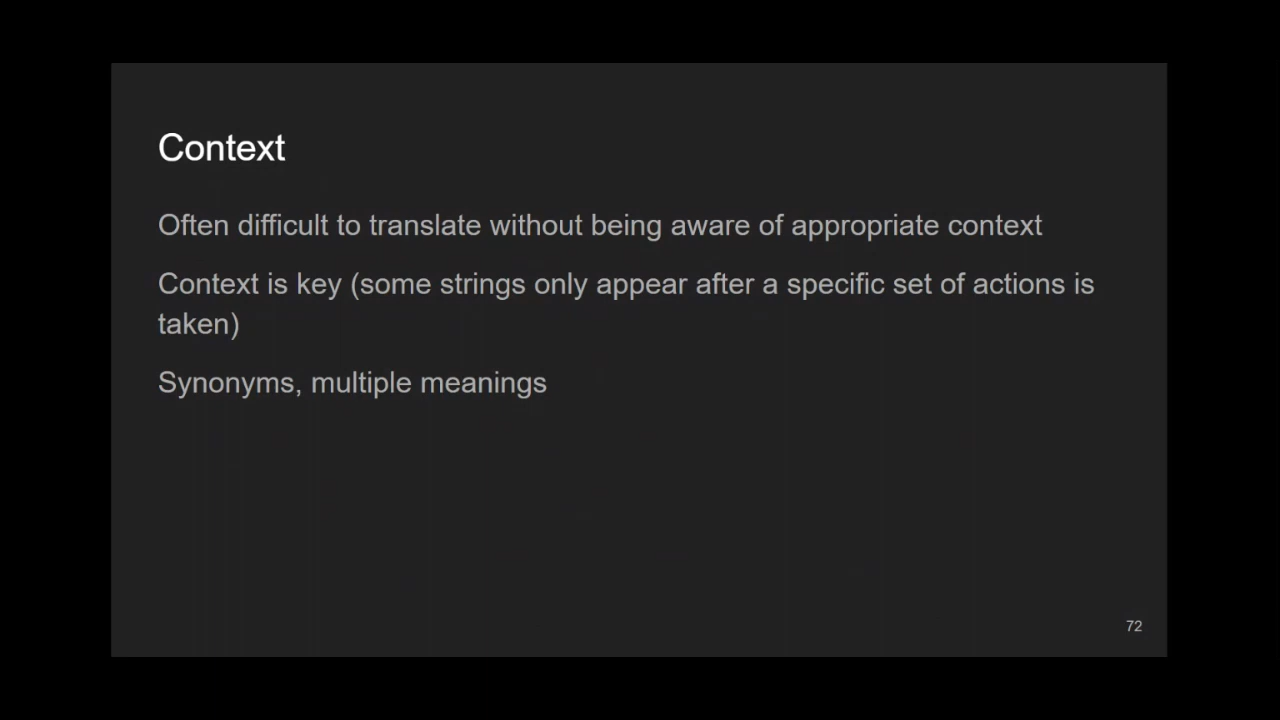 Context
Often difficult to translate without being aware of appropriate context
Context is key (some strings only appear after a specific set of actions is
taken)
Synonyms, multiple meanings
72